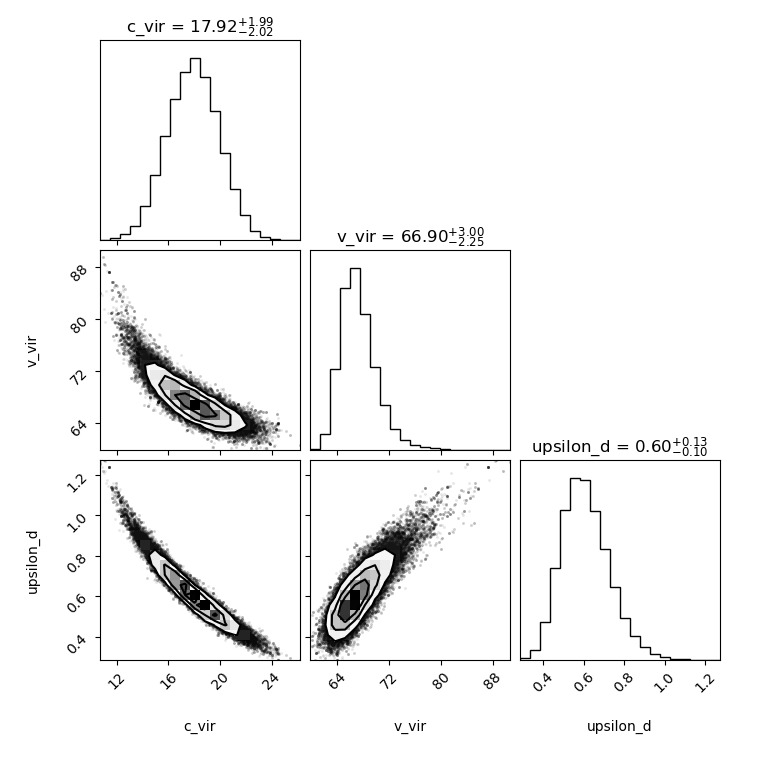 c_vir = 17.92+1.99−2.02
v_vir = 66.90+3.00−2.25
88
80
72
64
v_vir
upsilon_d = 0.60+0.13−0.10
1.2
1.0
0.8
0.6
0.4
upsilon_d
12 16 20 24 64 72 80 88 0.4 0.6 0.8 1.0 1.2
c_vir v_vir upsilon_d